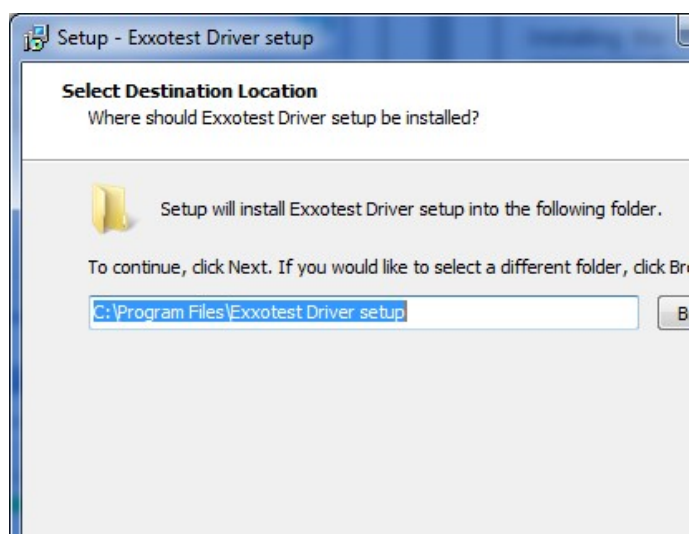 Setup - Exxotest Driver setup
Select Destination Location
Where should Exxotest Driver setup be installed?
Setup will install Exxotest Driver setup into the following folder.
To continue, click Next. If you would like to select a different folder, click Br
C:\Program Files\Exxotest Driver setup
B